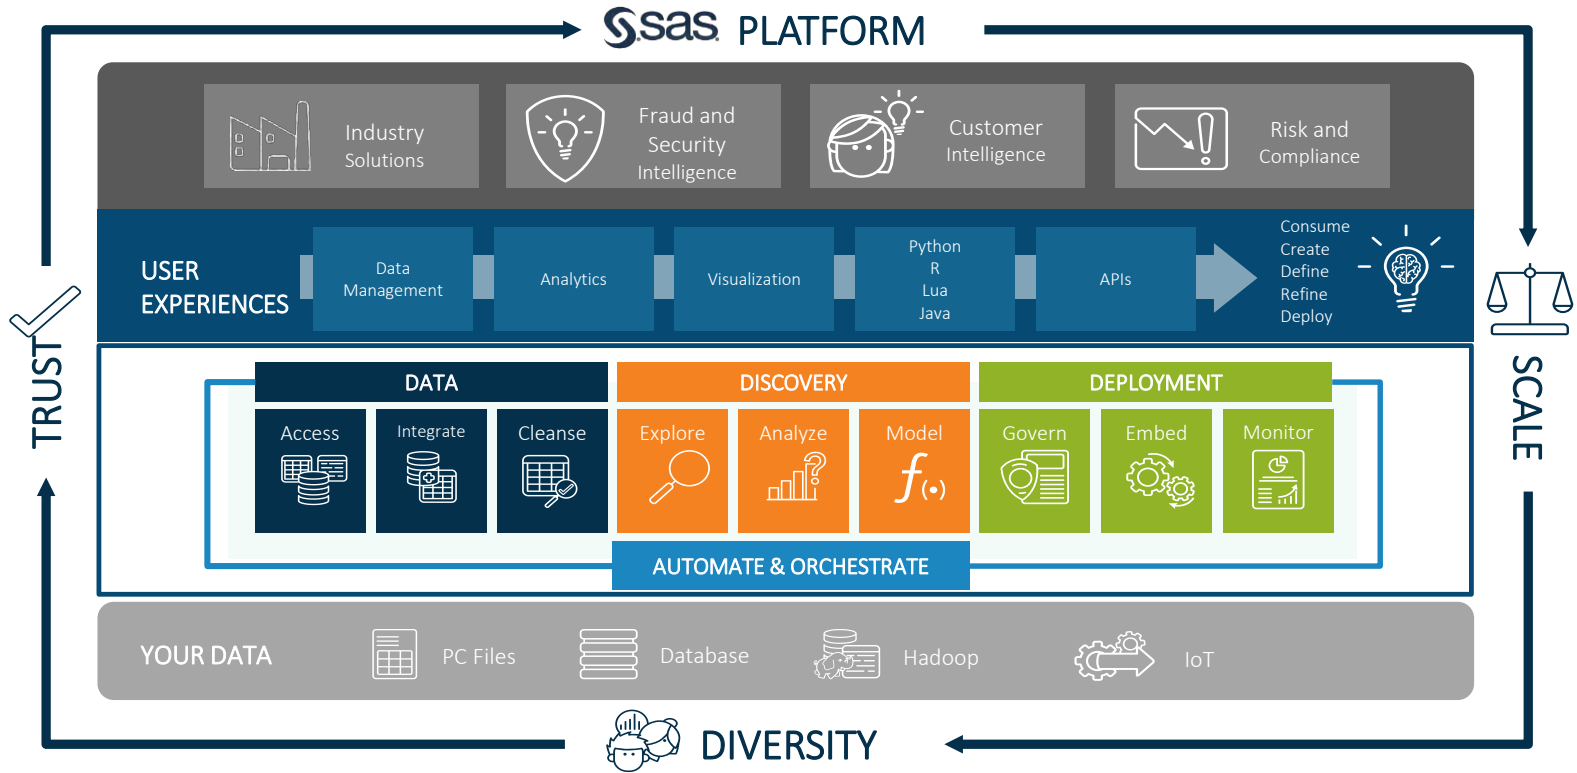 sas PLATFORM
Industry
Solutions
Fraud and
Security
Intelligence
Customer
Intelligence
Risk and
Compliance
USER
EXPERIENCES
Data
Management
Analytics
Visualization
Python
R
Lua
Java
APIs
Consume
Create
Define
Refine
Deploy
TRUST
SCALE
DATA
DISCOVERY
DEPLOYMENT
Access
Integrate
Cleanse
Explore
Analyze
Model
Govern
Embed
Monitor
f(•)
AUTOMATE & ORCHESTRATE
YOUR DATA
PC Files
Database
Hadoop
IoT
DIVERSITY